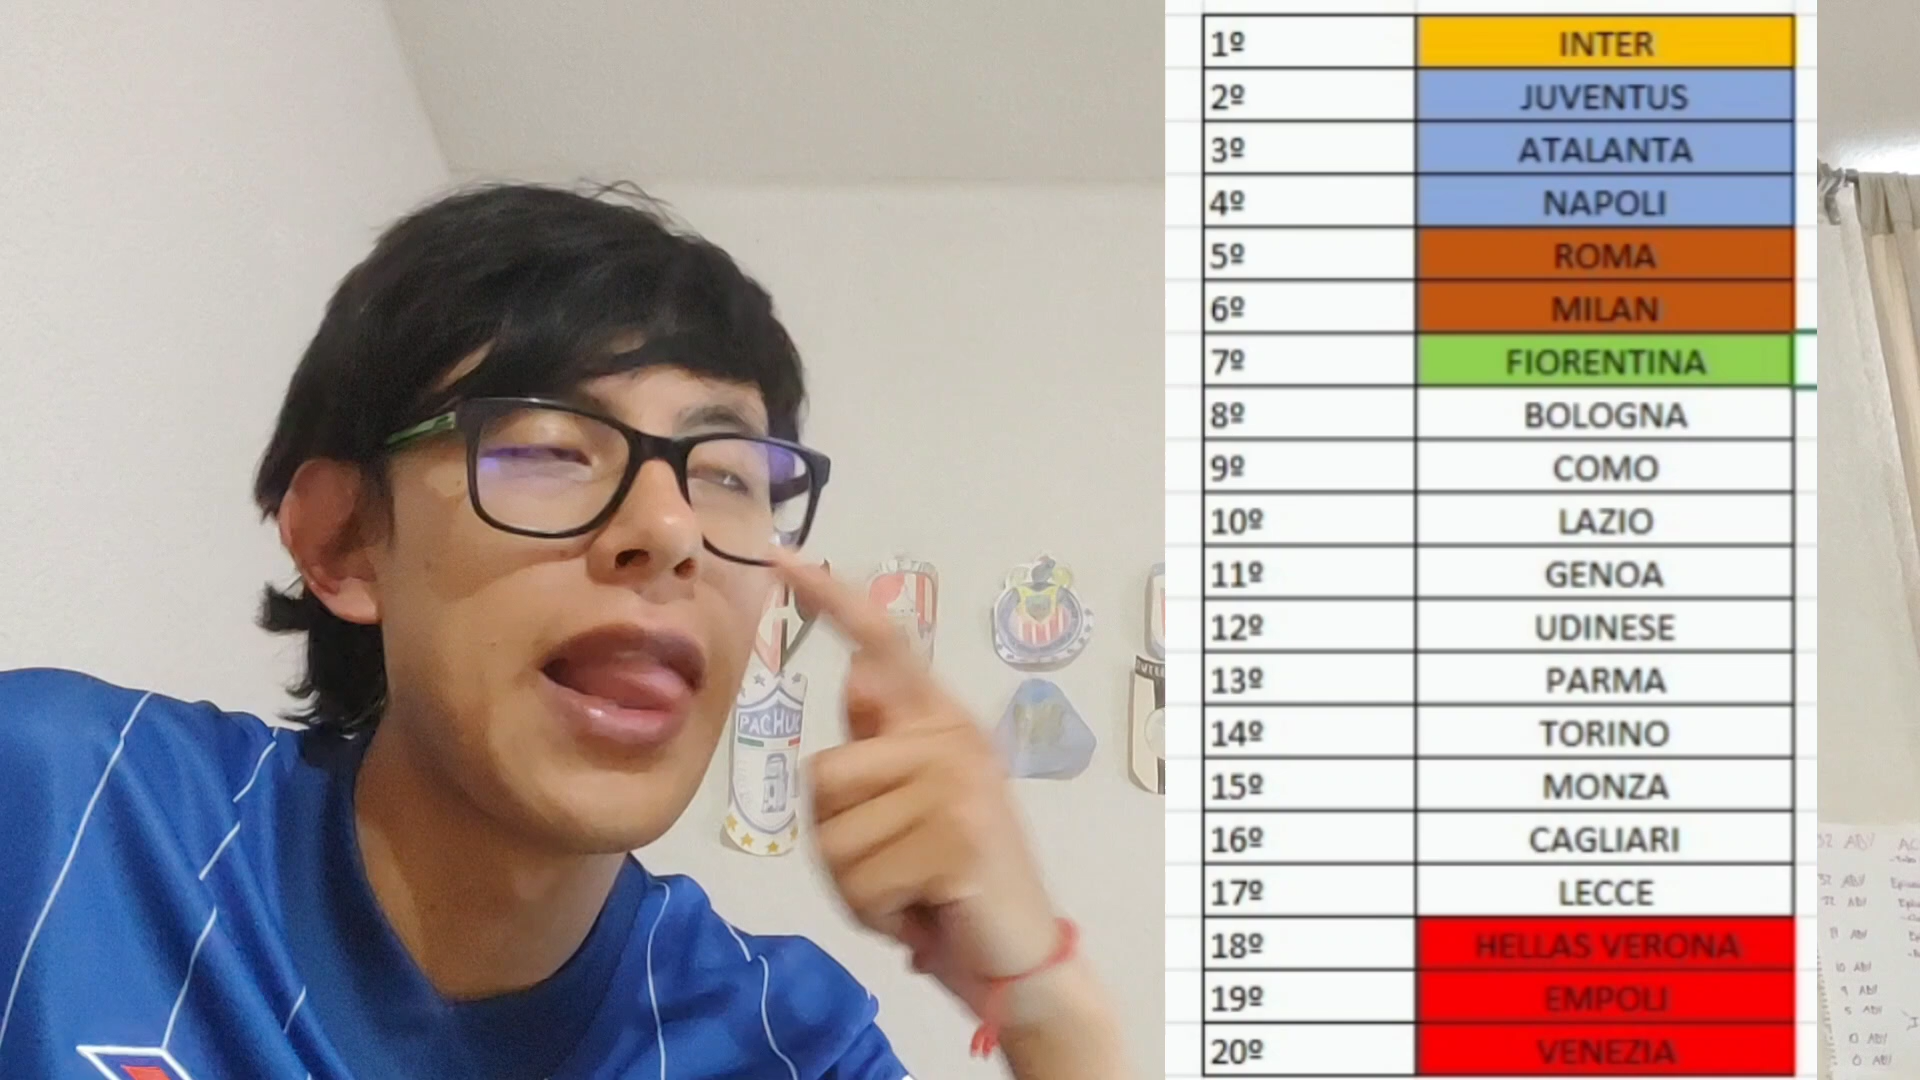 1º INTER
2º JUVENTUS
3º ATALANTA
4º NAPOLI
5º ROMA
6º MILAN
7º FIORENTINA
8º BOLOGNA
9º COMO
10º LAZIO
11º GENOA
12º UDINESE
13º PARMA
14º TORINO
15º MONZA
16º CAGLIARI
17º LECCE
18º HELLAS VERONA
19º EMPOLI
20º VENEZIA